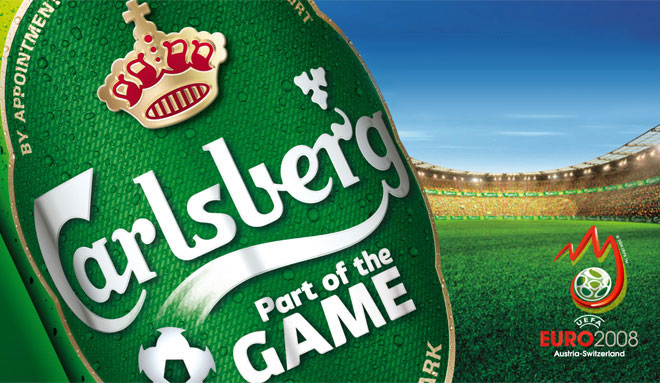 BY APPOINTMENT
Carlsberg
Part of the
GAME
UEFA
EURO2008
Austria-Switzerland